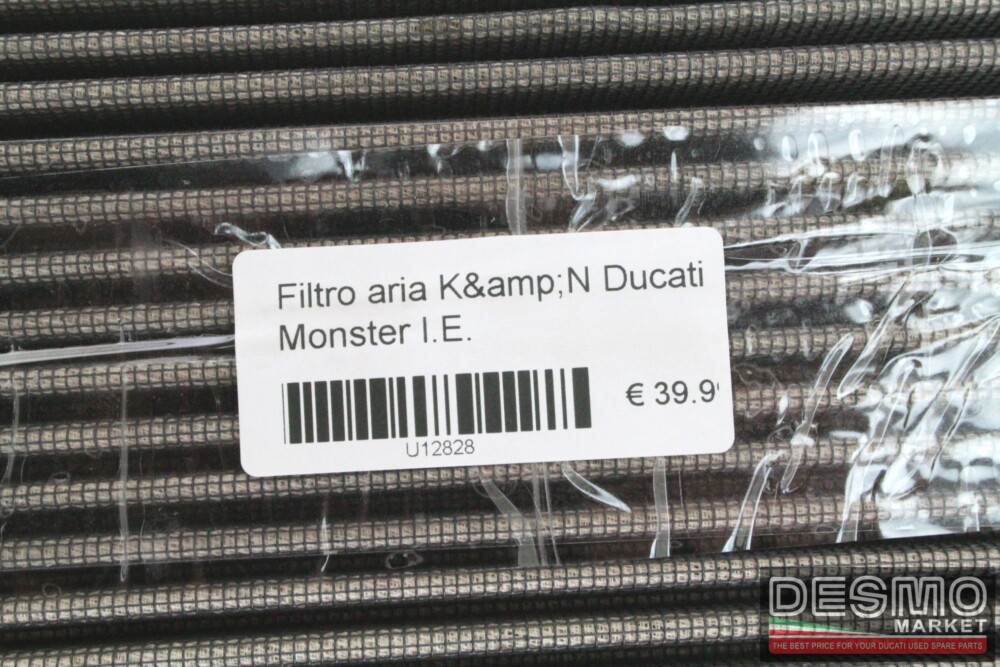 Filtro aria K&amp;N Ducati
Monster I.E.
€ 39.9
U12828
DESMO
MARKET
THE BEST PRICE FOR YOUR DUCATI USED SPARE PARTS